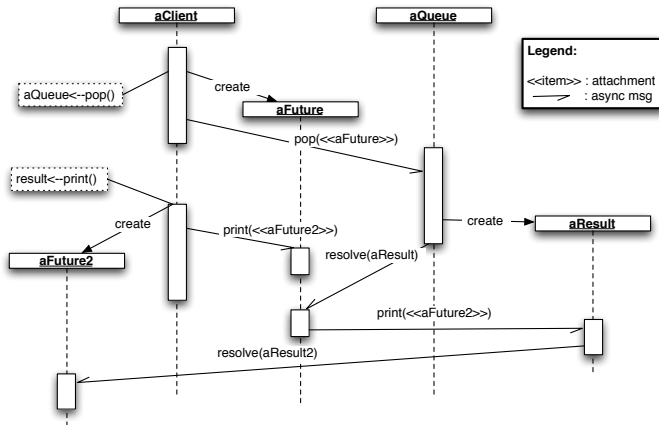 aClient
aQueue
Legend:
<<item>> : attachment
: async msg
aQueue<--pop()
create
aFuture
pop(<<aFuture>>)
result<--print()
create
print(<<aFuture2>>)
create
aResult
aFuture2
resolve(aResult)
print(<<aFuture2>>)
resolve(aResult2)